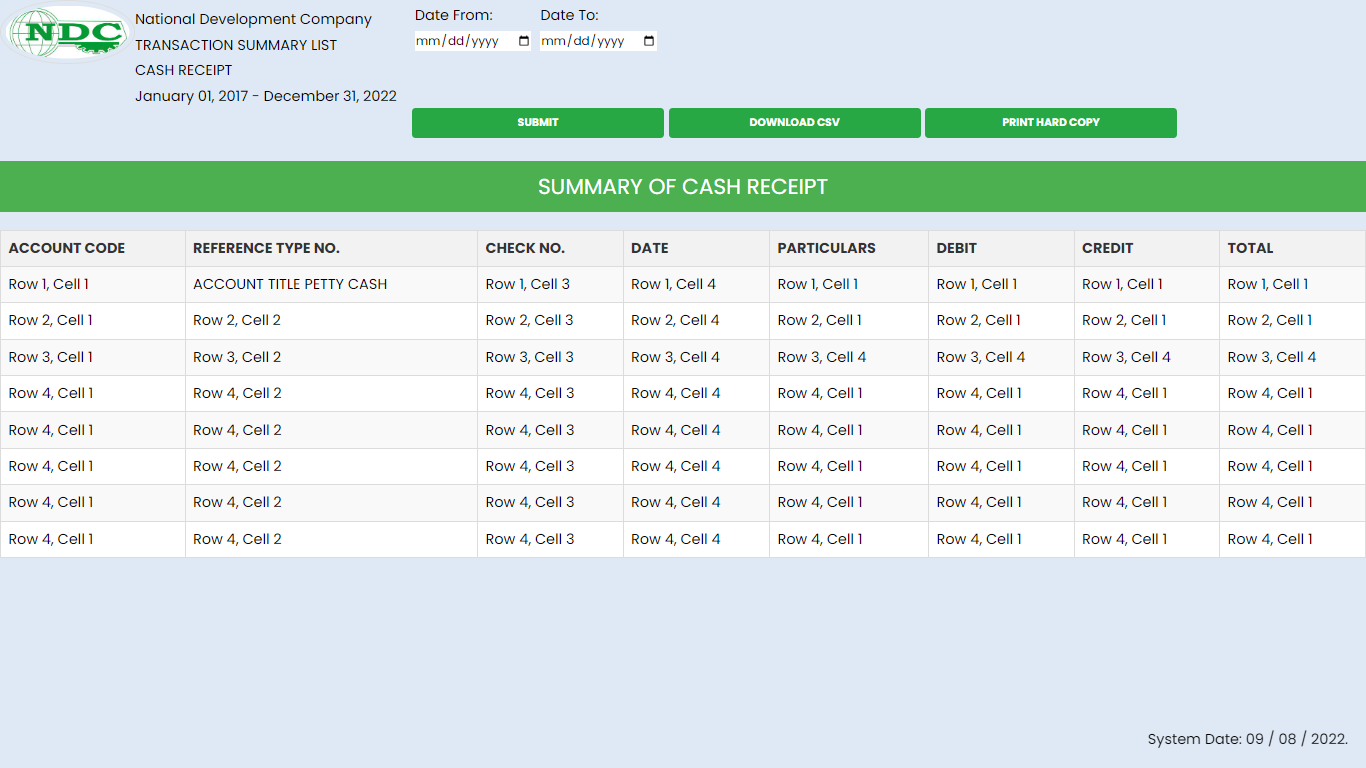 NDC
National Development Company
TRANSACTION SUMMARY LIST
CASH RECEIPT
January 01, 2017 - December 31, 2022
Date From: Date To:
mm/dd/yyyy mm/dd/yyyy
SUBMIT DOWNLOAD CSV PRINT HARD COPY
SUMMARY OF CASH RECEIPT
ACCOUNT CODE REFERENCE TYPE NO. CHECK NO. DATE PARTICULARS DEBIT CREDIT TOTAL
Row 1, Cell 1 ACCOUNT TITLE PETTY CASH Row 1, Cell 3 Row 1, Cell 4 Row 1, Cell 1 Row 1, Cell 1 Row 1, Cell 1 Row 1, Cell 1
Row 2, Cell 1 Row 2, Cell 2 Row 2, Cell 3 Row 2, Cell 4 Row 2, Cell 1 Row 2, Cell 1 Row 2, Cell 1 Row 2, Cell 1
Row 3, Cell 1 Row 3, Cell 2 Row 3, Cell 3 Row 3, Cell 4 Row 3, Cell 4 Row 3, Cell 4 Row 3, Cell 4 Row 3, Cell 4
Row 4, Cell 1 Row 4, Cell 2 Row 4, Cell 3 Row 4, Cell 4 Row 4, Cell 1 Row 4, Cell 1 Row 4, Cell 1 Row 4, Cell 1
Row 4, Cell 1 Row 4, Cell 2 Row 4, Cell 3 Row 4, Cell 4 Row 4, Cell 1 Row 4, Cell 1 Row 4, Cell 1 Row 4, Cell 1
Row 4, Cell 1 Row 4, Cell 2 Row 4, Cell 3 Row 4, Cell 4 Row 4, Cell 1 Row 4, Cell 1 Row 4, Cell 1 Row 4, Cell 1
Row 4, Cell 1 Row 4, Cell 2 Row 4, Cell 3 Row 4, Cell 4 Row 4, Cell 1 Row 4, Cell 1 Row 4, Cell 1 Row 4, Cell 1
Row 4, Cell 1 Row 4, Cell 2 Row 4, Cell 3 Row 4, Cell 4 Row 4, Cell 1 Row 4, Cell 1 Row 4, Cell 1 Row 4, Cell 1
System Date: 09 / 08 / 2022.